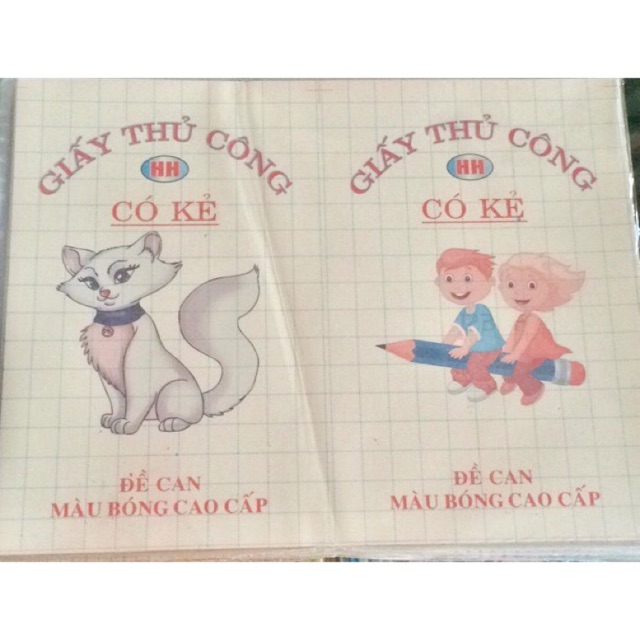 GIẤY THỦ CÔNG
HH
CÓ KẺ
ĐỀ CAN
MÀU BÓNG CAO CẤP
GIẤY THỦ CÔNG
HH
CÓ KẺ
ĐỀ CAN
MÀU BÓNG CAO CẤP